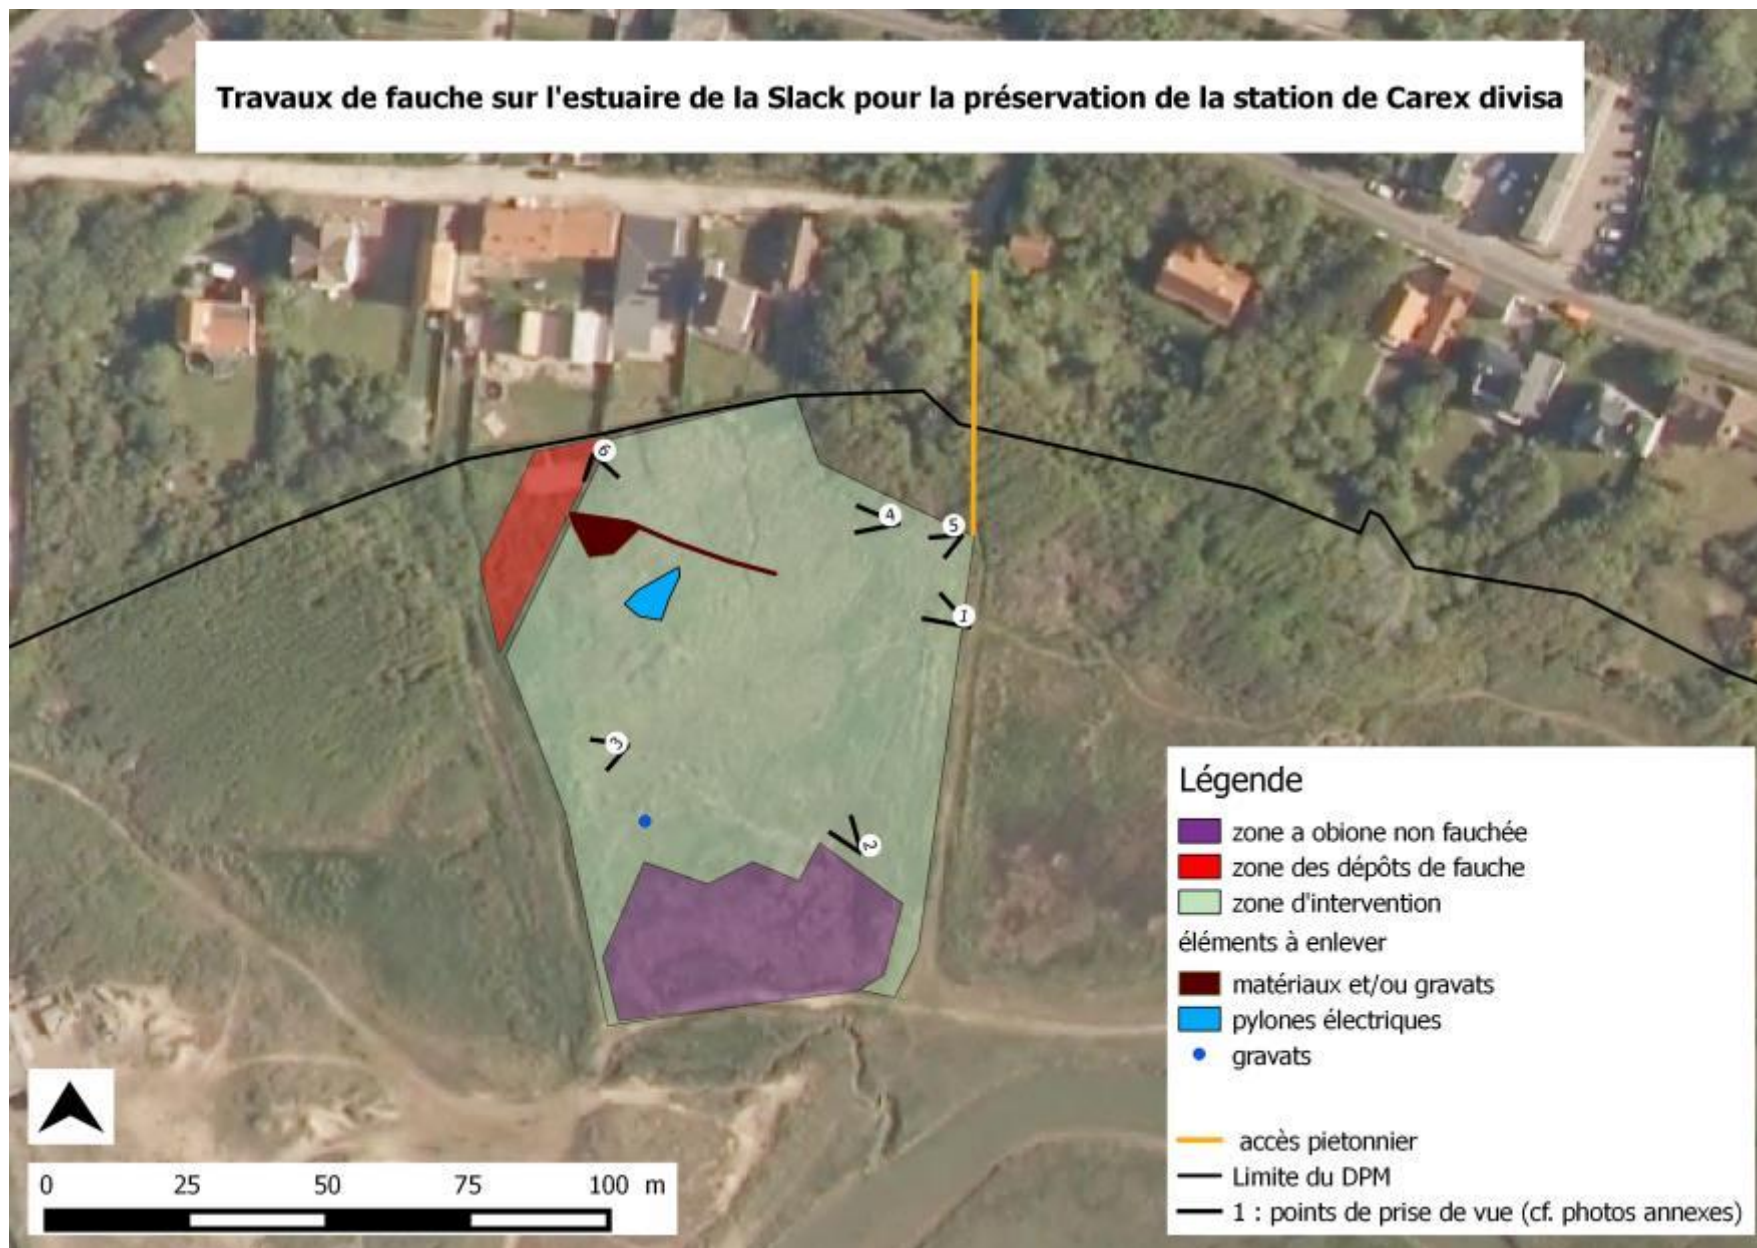 Travaux de fauche sur l'estuaire de la Slack pour la préservation de la station de Carex divisa
6
4
5
1
3
2
Légende
zone a obione non fauchée
zone des dépôts de fauche
zone d'intervention
éléments à enlever
matériaux et/ou gravats
pylones électriques
gravats
accès pietonnier
Limite du DPM
1 : points de prise de vue (cf. photos annexes)
0 25 50 75 100 m